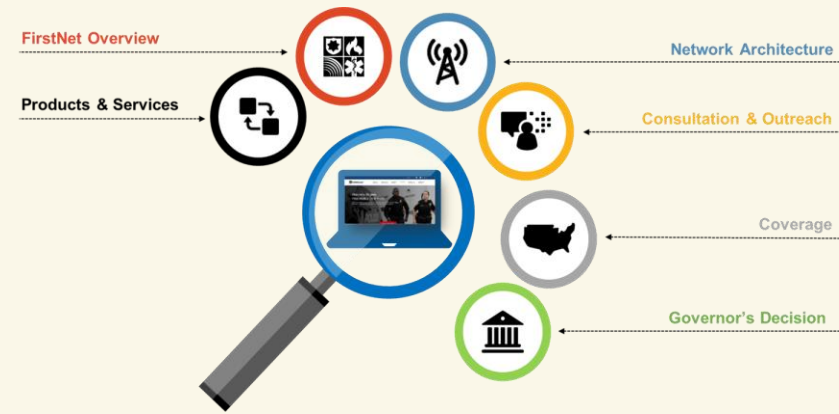 FirstNet Overview
Network Architecture
Products & Services
Consultation & Outreach
Coverage
Governor's Decision